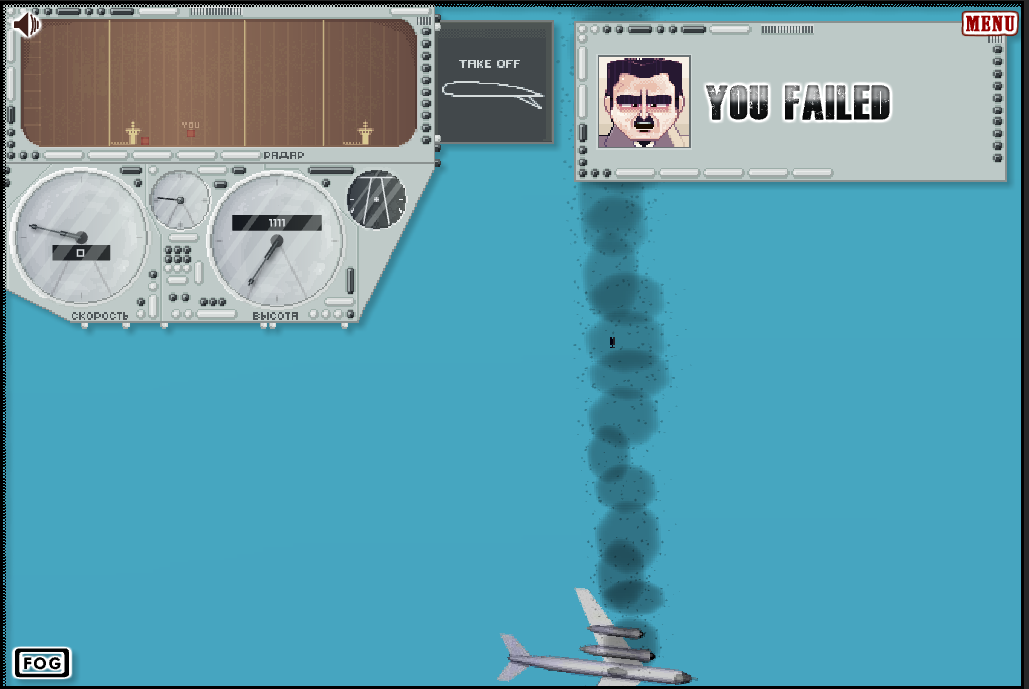 MENU
TAKE OFF
YOU FAILED
YOU
РАДАР
1111
0
СКОРОСТЬ
ВЫСОТА
FOG